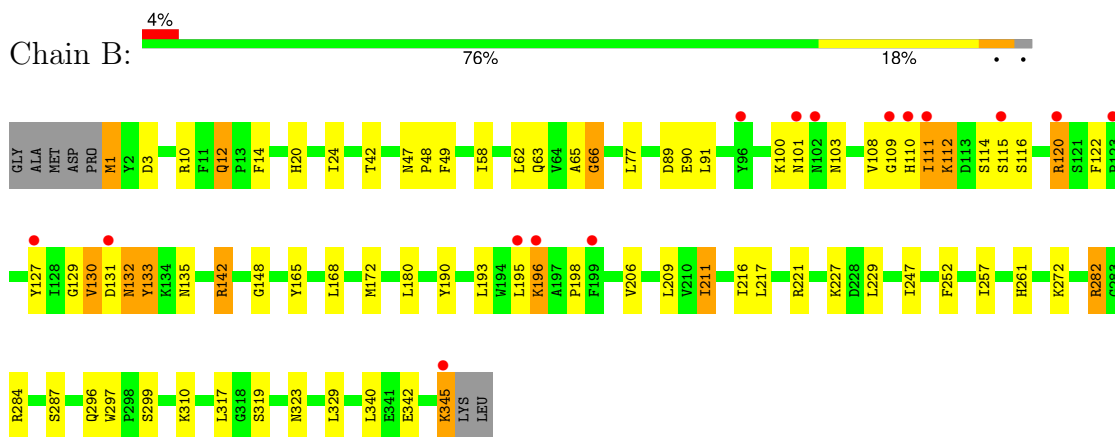 4%
Chain B:
76% 18% • •
GLY ALA MET ASP PRO M1 Y2 D3 R10 F11 Q12 P13 F14 H20 I24 T42 N47 P48 F49 I58 L62 Q63 V64 A65 G66 L77 D89 E90 L91 Y96 K100 N101 N102 N103 V108 G109 H110 I111 K112 D113 S114 S115 S116 R120 S121 F122
Y127 I128 G129 V130 D131 N132 Y133 K134 N135 R142 G148 Y165 L168 M172 L180 Y190 L193 W194 L195 K196 A197 P198 F199 V206 L209 V210 I211 I216 L217 R221 K227 D228 L229 I247 F252 I257 H261 K272 R282 G283
R284 S287 Q296 W297 P298 S299 K310 L317 G318 S319 N323 L329 L340 E341 E342 K345 LYS LEU